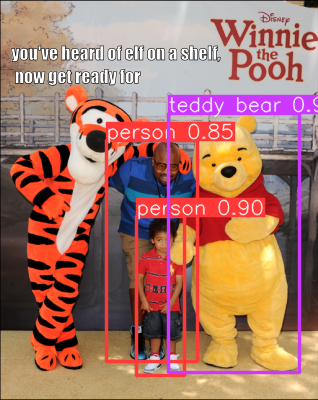 Disney
Winnie
the
Pooh
you've heard of elf on a shelf,
now get ready for
teddy bear 0.9
person 0.85
person 0.90